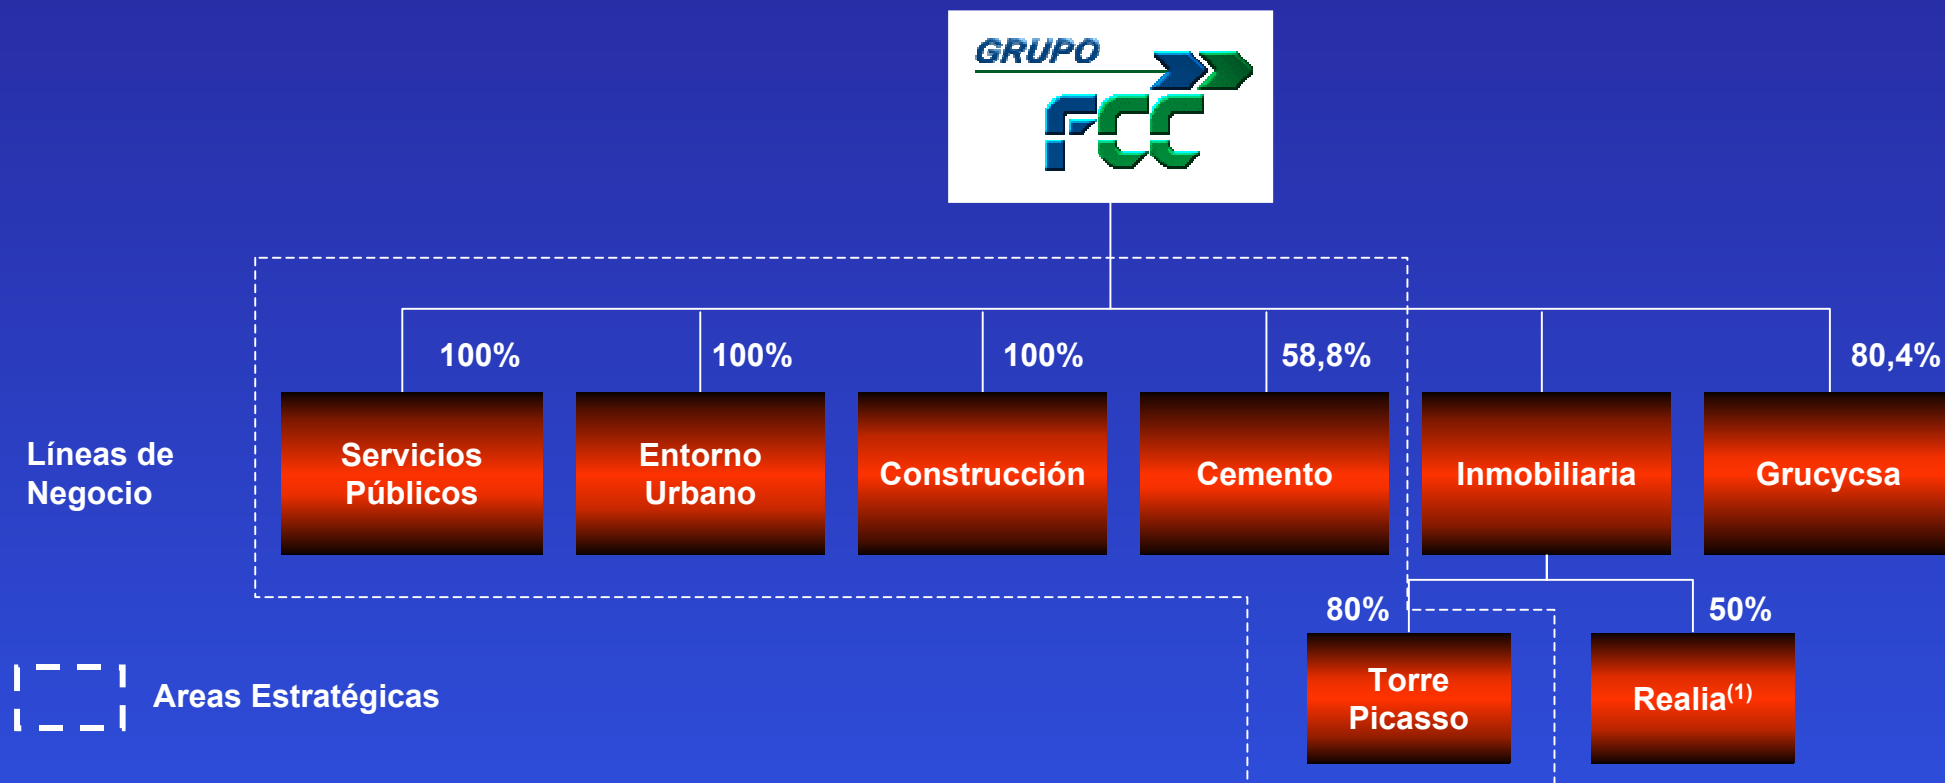 GRUPO
FCC
100%
100%
100%
58,8%
80,4%
Líneas de
Negocio
Servicios
Públicos
Entorno
Urbano
Construcción
Cemento
Inmobiliaria
Grucycsa
80%
50%
Areas Estratégicas
Torre
Picasso
Realia(1)